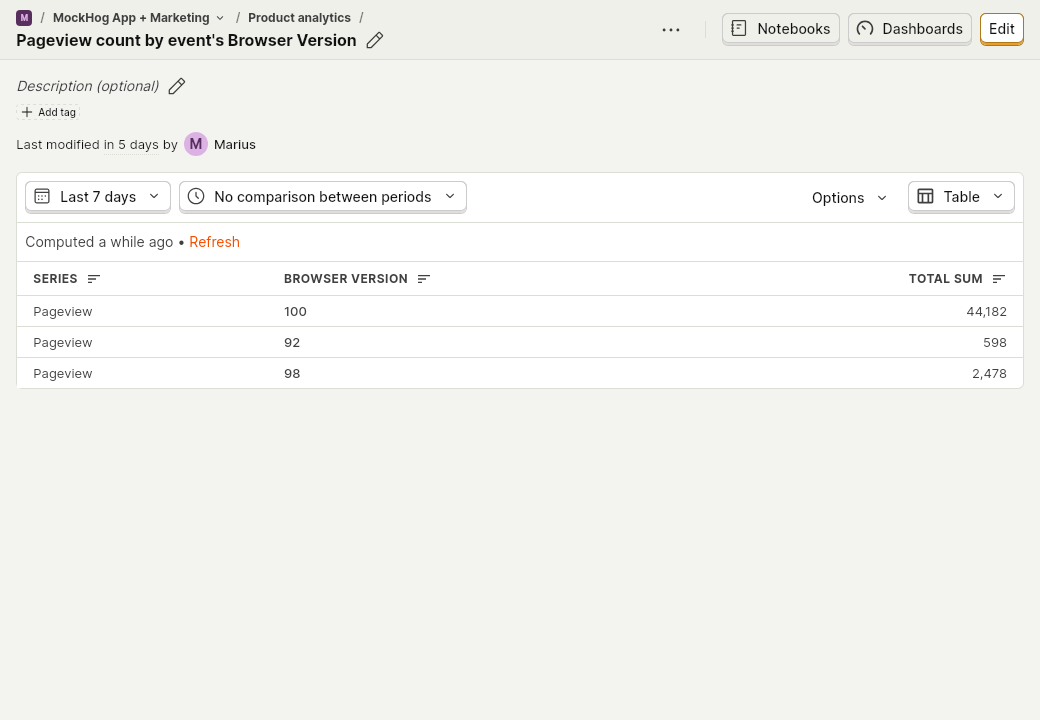 M / MockHog App + Marketing / Product analytics /
Pageview count by event's Browser Version
Notebooks Dashboards Edit
Description (optional)
Add tag
Last modified in 5 days by M Marius
Last 7 days No comparison between periods Options Table
Computed a while ago • Refresh
SERIES BROWSER VERSION TOTAL SUM
Pageview 100 44,182
Pageview 92 598
Pageview 98 2,478